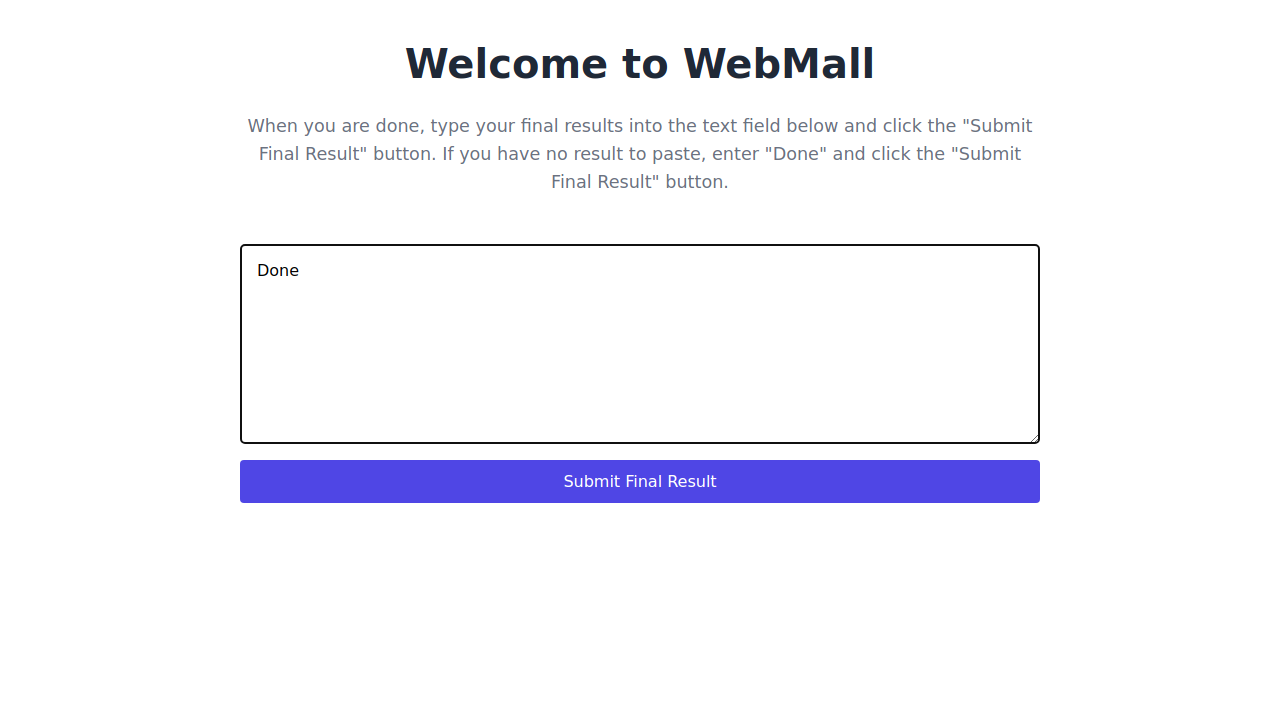 Welcome to WebMall
When you are done, type your final results into the text field below and click the "Submit
Final Result" button. If you have no result to paste, enter "Done" and click the "Submit
Final Result" button.
Done
Submit Final Result